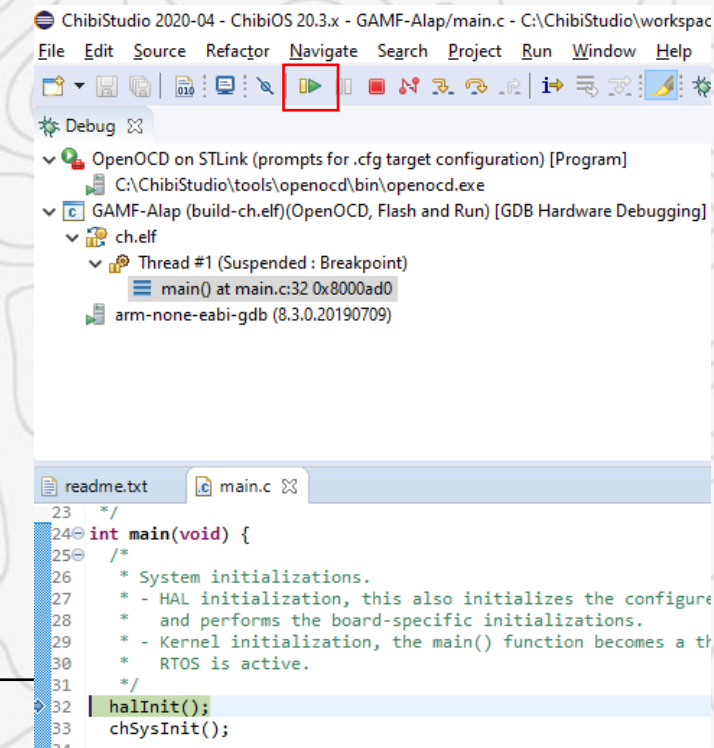 ChibiStudio 2020-04 - ChibiOS 20.3.x - GAMF-Alap/main.c - C:\ChibiStudio\workspac
File Edit Source Refactor Navigate Search Project Run Window Help
Debug
OpenOCD on STLink (prompts for .cfg target configuration) [Program]
C:\ChibiStudio\tools\openocd\bin\openocd.exe
GAMF-Alap (build-ch.elf)(OpenOCD, Flash and Run) [GDB Hardware Debugging]
ch.elf
Thread #1 (Suspended : Breakpoint)
main() at main.c:32 0x8000ad0
arm-none-eabi-gdb (8.3.0.20190709)
readme.txt main.c
23 */
24 int main(void) {
25 /*
26 * System initializations.
27 * - HAL initialization, this also initializes the configure
28 * and performs the board-specific initializations.
29 * - Kernel initialization, the main() function becomes a th
30 * RTOS is active.
31 */
32 halInit();
33 chSysInit();